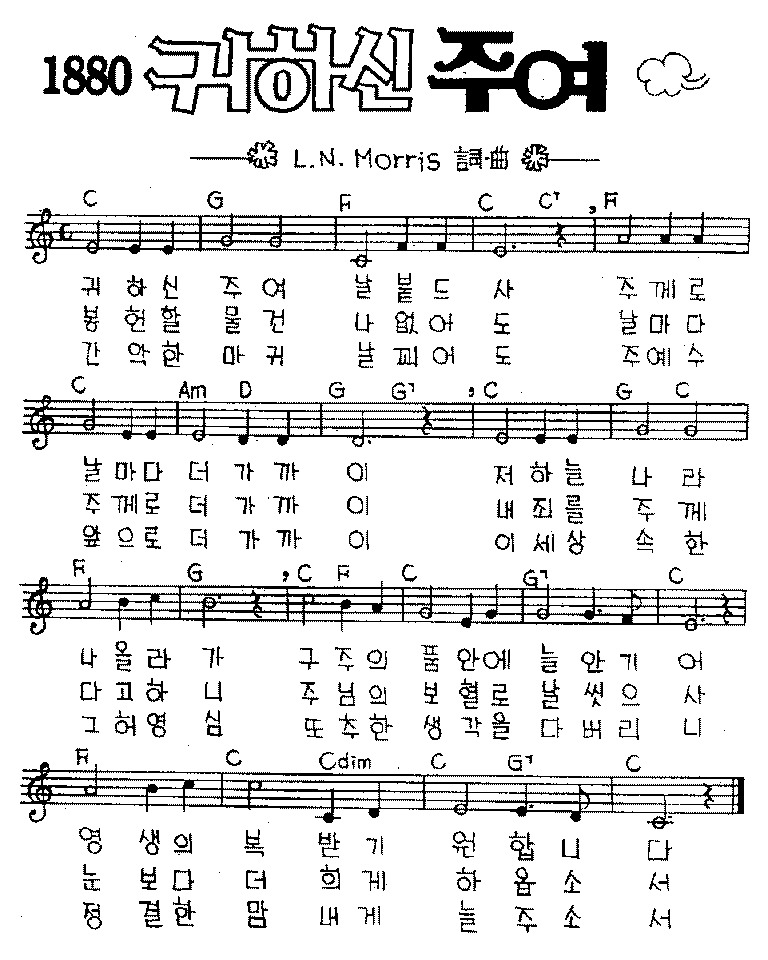 1880 귀하신 주여
L.N. Morris 詞·曲
C G F C C7 , F
귀 하 신 주 여 날 붙 드 사 주 께 로
봉 헌 할 물 건 나 없 어 도 날 마 다
간 악 한 마 귀 날 꾀 어 도 주 예 수
C Am D G G7 , C G C
날 마 다 더 가 까 이 저 하 늘 나 라
주 께 로 더 가 까 이 내 죄 를 주 께
앞 으 로 더 가 까 이 이 세 상 속 한
F G , C F C G7 C
나 올 라 가 구 주 의 품 안 에 늘 안 기 어
다 고 하 니 주 님 의 보 혈 로 날 씻 으 사
그 허 영 심 또 추 한 생 각 을 다 버 리 니
F C Cdim C G7 C
영 생 의 복 받 기 원 합 니 다
눈 보 다 더 희 게 하 옵 소 서
정 결 한 맘 내 게 늘 주 소 서